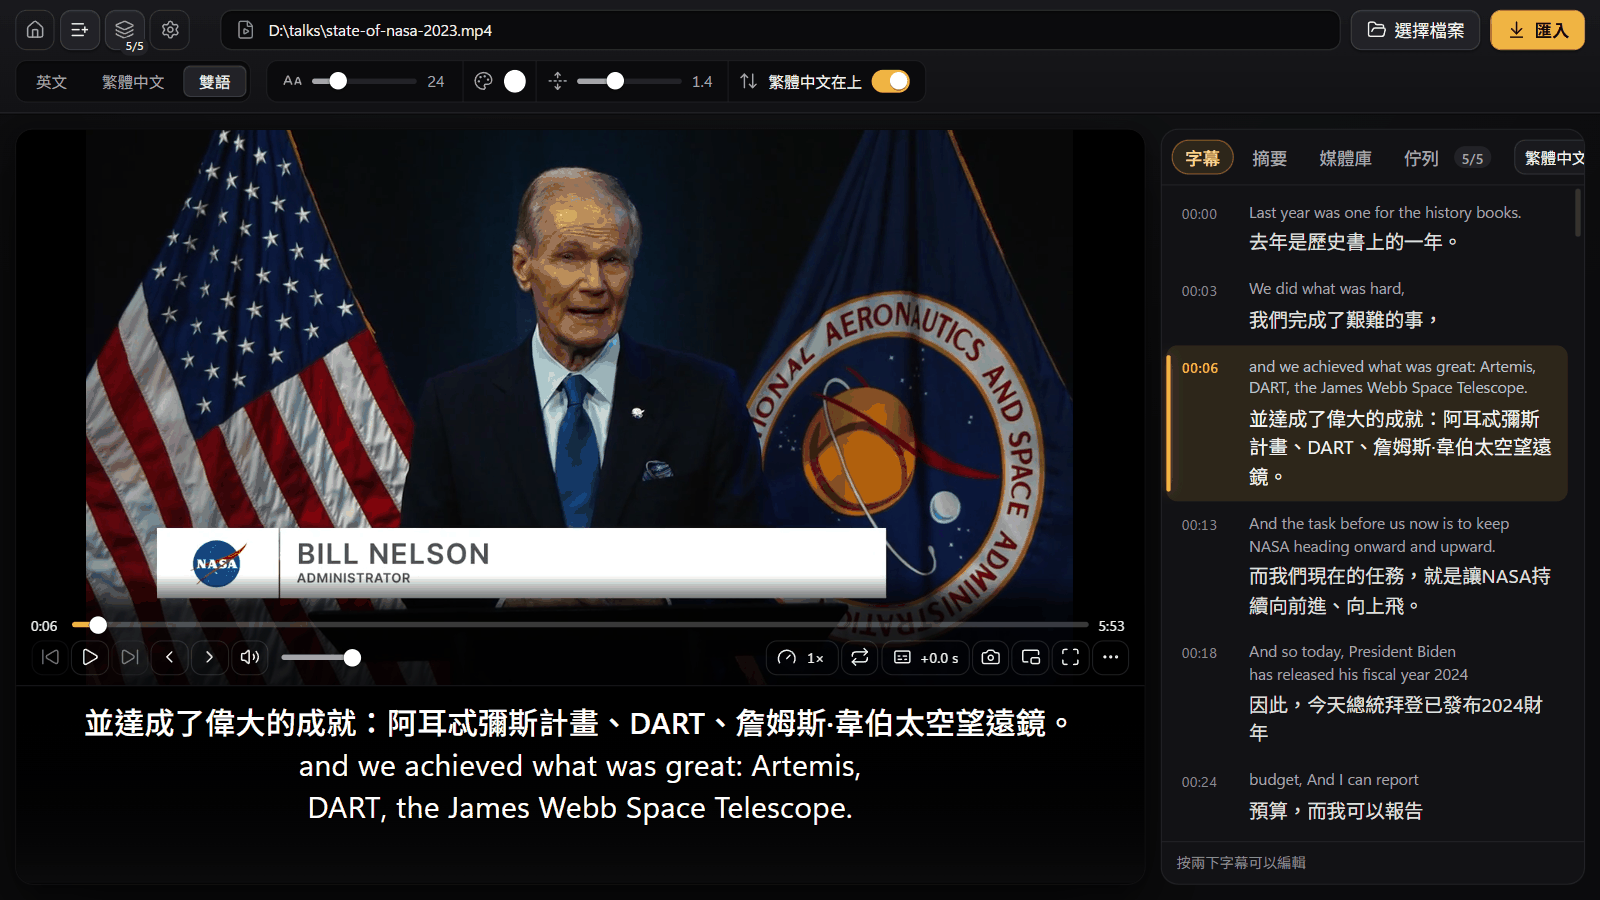 5/5
D:\talks\state-of-nasa-2023.mp4
選擇檔案
匯入
英文
繁體中文
雙語
AA
24
1.4
繁體中文在上
BILL NELSON
ADMINISTRATOR
NASA
NATIONAL AERONAUTICS AND SPACE ADMINISTRATION
0:06
5:53
1×
+0.0 s
並達成了偉大的成就：阿耳忒彌斯計畫、DART、詹姆斯·韋伯太空望遠鏡。
and we achieved what was great: Artemis,
DART, the James Webb Space Telescope.
字幕
摘要
媒體庫
佇列
5/5
繁體中文
00:00
Last year was one for the history books.
去年是歷史書上的一年。
00:03
We did what was hard,
我們完成了艱難的事，
00:06
and we achieved what was great: Artemis,
DART, the James Webb Space Telescope.
並達成了偉大的成就：阿耳忒彌斯
計畫、DART、詹姆斯·韋伯太空望遠
鏡。
00:13
And the task before us now is to keep
NASA heading onward and upward.
而我們現在的任務，就是讓NASA持
續向前進、向上飛。
00:18
And so today, President Biden
has released his fiscal year 2024
因此，今天總統拜登已發布2024財
年
00:24
budget, And I can report
預算，而我可以報告
按兩下字幕可以編輯